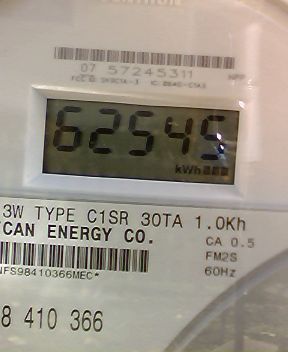 07 57245311
62545
kWh
3W TYPE C1SR 30TA 1.0Kh
CAN ENERGY CO.
CA 0.5
FM2S
60Hz
NFS98410366MEC*
8 410 366